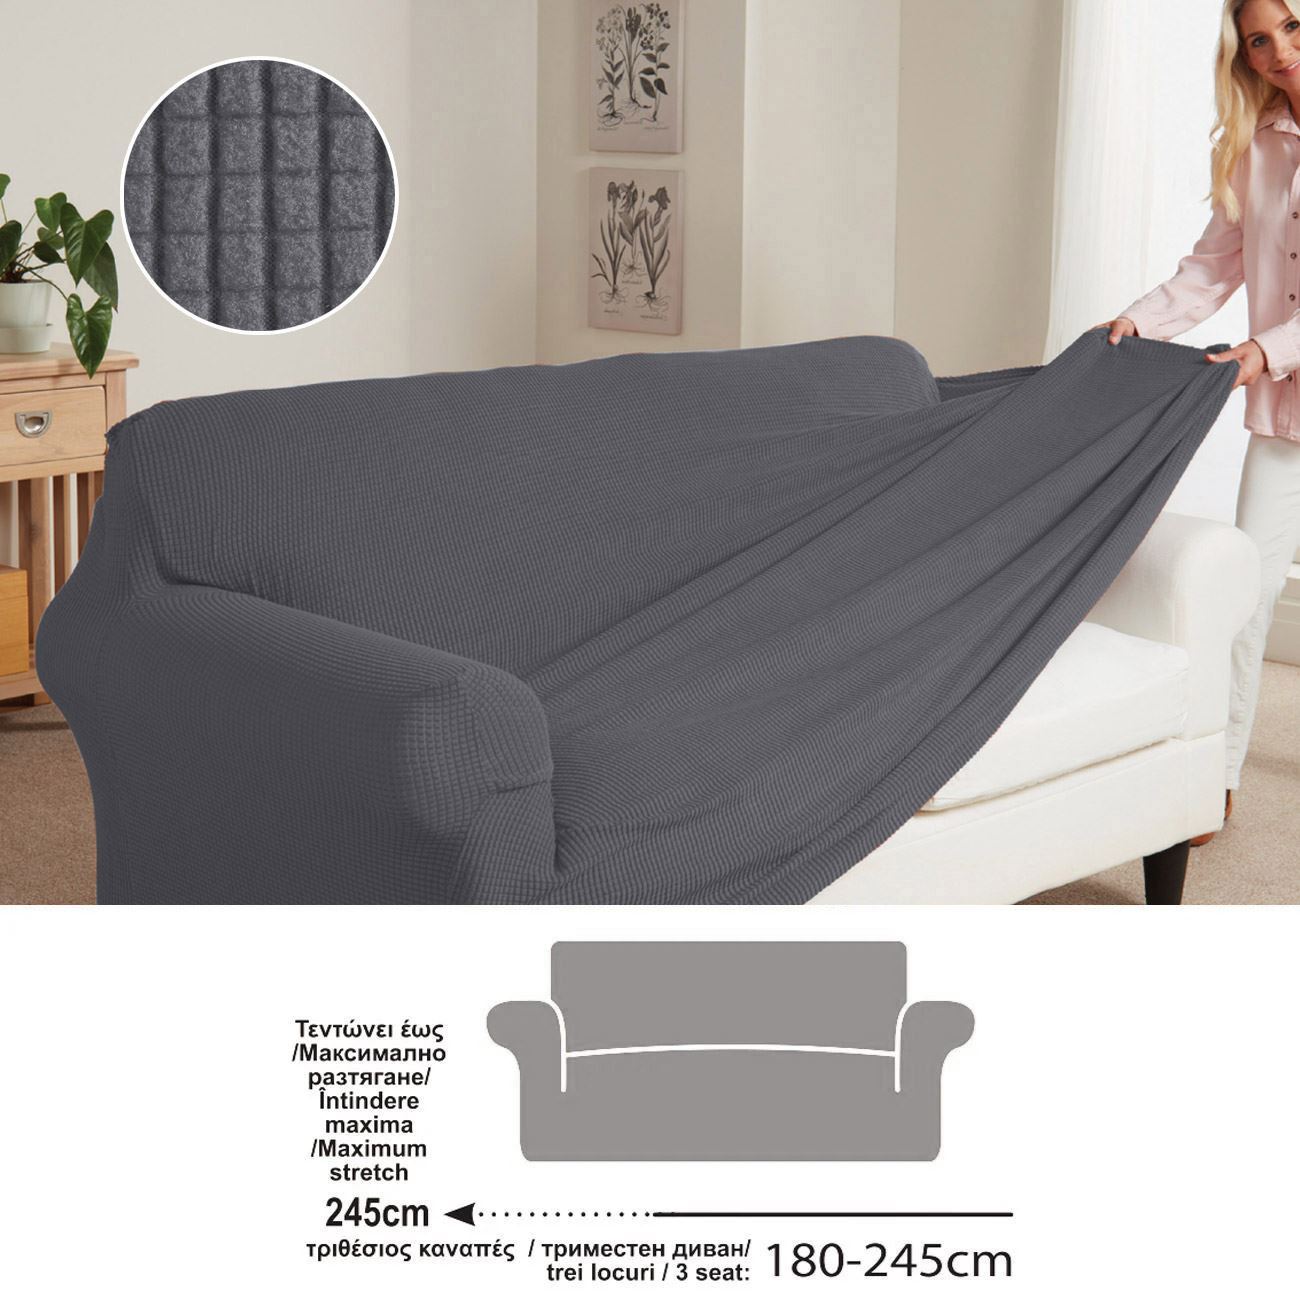 Τεντώνει έως
/Максимално
разтягане/
Întindere
maxima
/Maximum
stretch
245cm
τριθέσιος καναπές / триместен диван/
trei locuri / 3 seat: 180-245cm